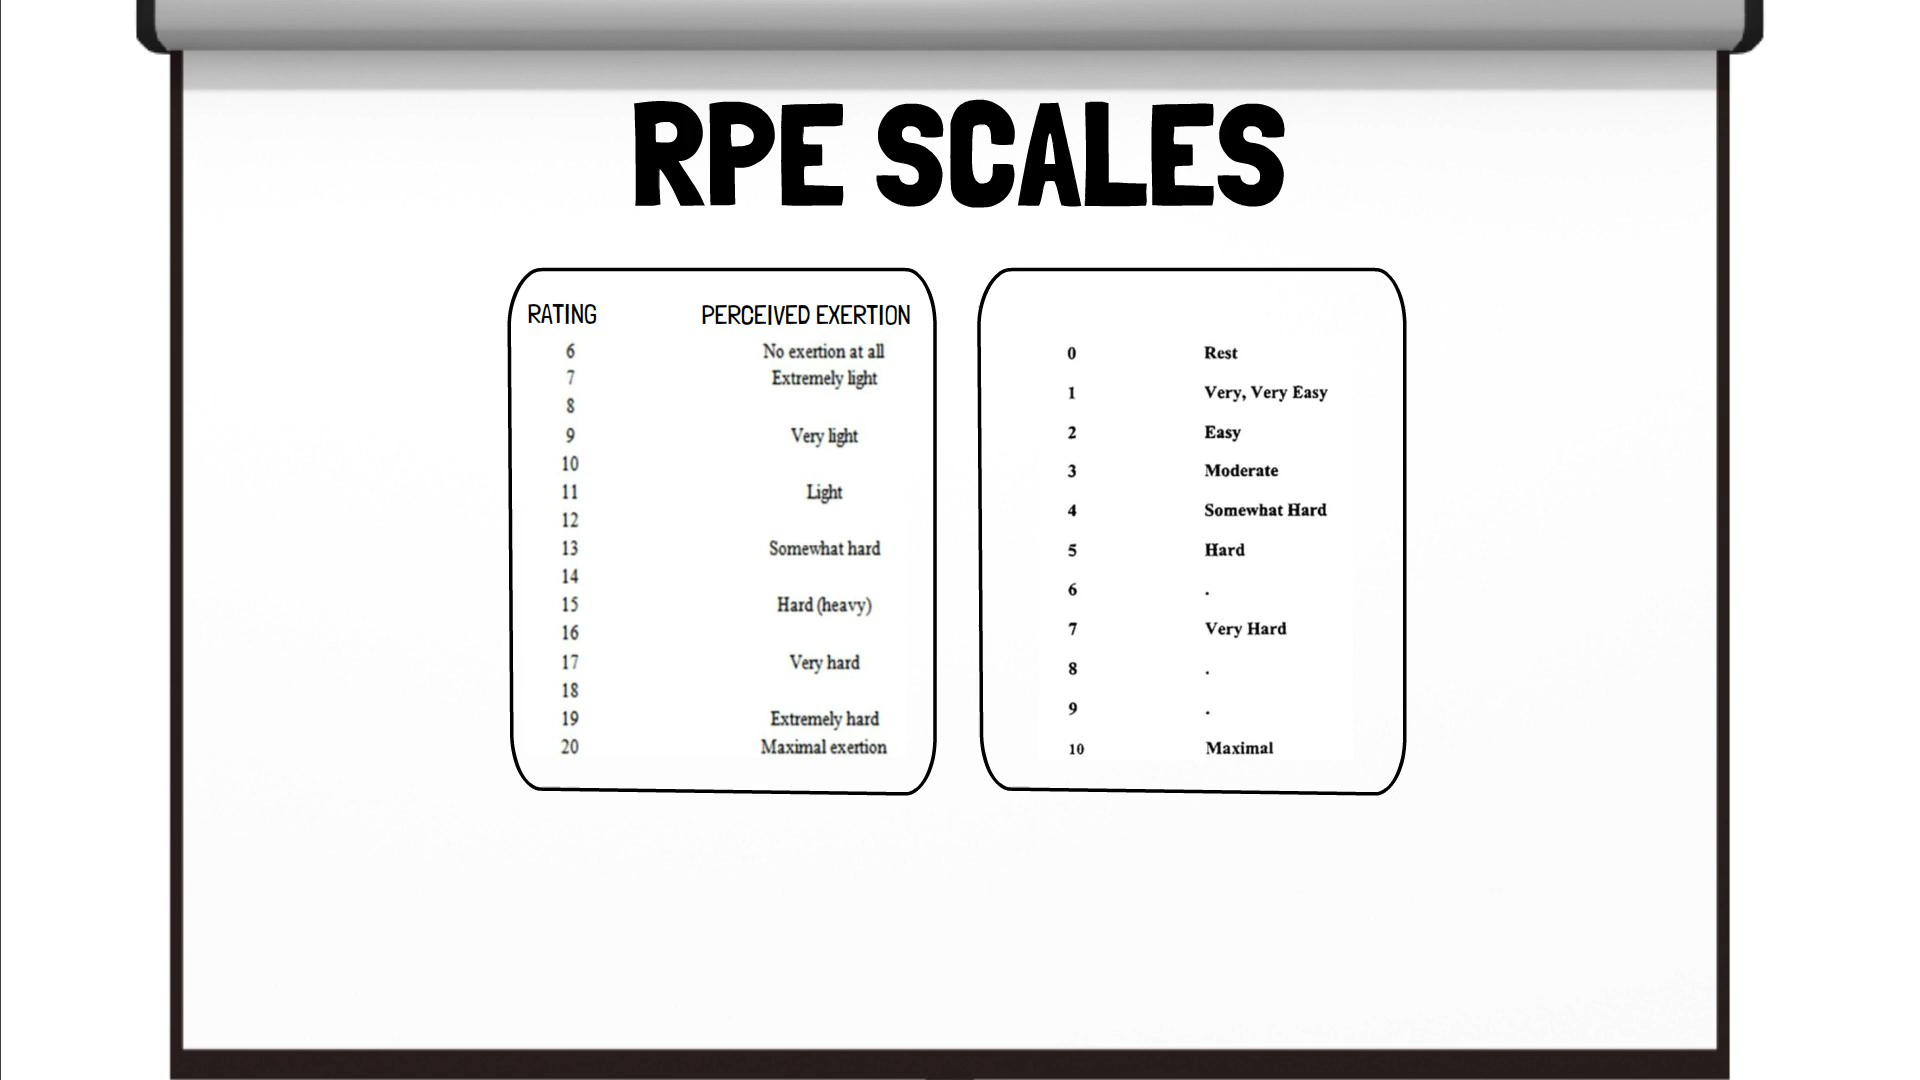 RPE SCALES
RATING PERCEIVED EXERTION
6 No exertion at all
7 Extremely light
8
9 Very light
10
11 Light
12
13 Somewhat hard
14
15 Hard (heavy)
16
17 Very hard
18
19 Extremely hard
20 Maximal exertion
0 Rest
1 Very, Very Easy
2 Easy
3 Moderate
4 Somewhat Hard
5 Hard
6 .
7 Very Hard
8 .
9 .
10 Maximal